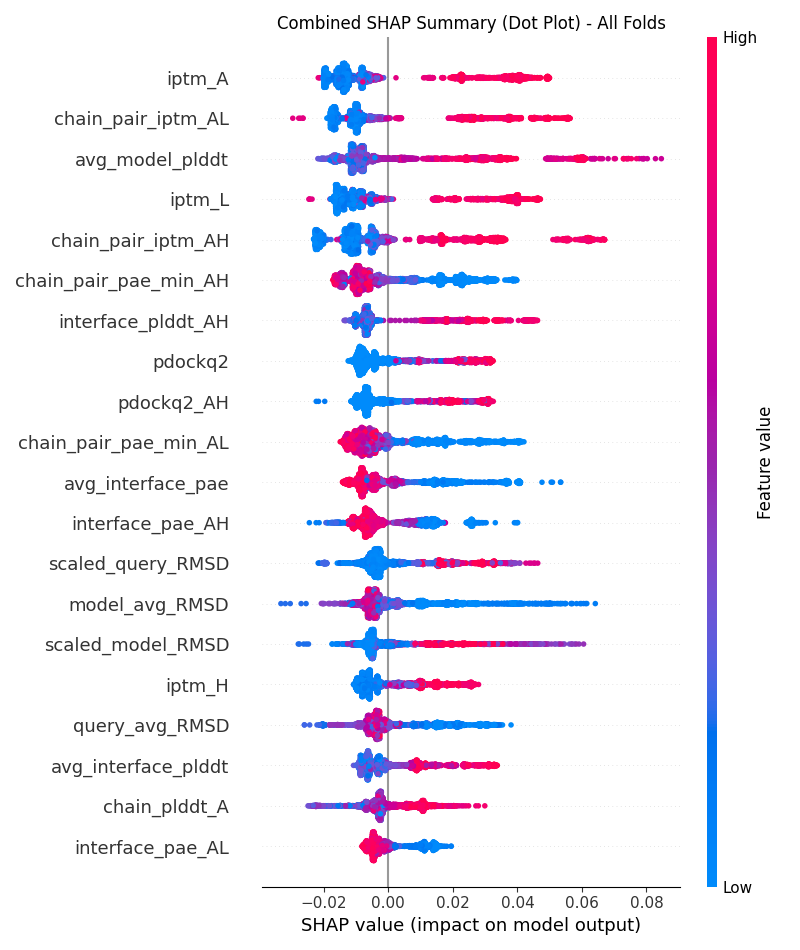 Combined SHAP Summary (Dot Plot) - All Folds
High
iptm_A
chain_pair_iptm_AL
avg_model_plddt
iptm_L
chain_pair_iptm_AH
chain_pair_pae_min_AH
interface_plddt_AH
pdockq2
pdockq2_AH
chain_pair_pae_min_AL
avg_interface_pae
interface_pae_AH
scaled_query_RMSD
model_avg_RMSD
scaled_model_RMSD
iptm_H
query_avg_RMSD
avg_interface_plddt
chain_plddt_A
interface_pae_AL
Feature value
Low
−0.02 0.00 0.02 0.04 0.06 0.08
SHAP value (impact on model output)